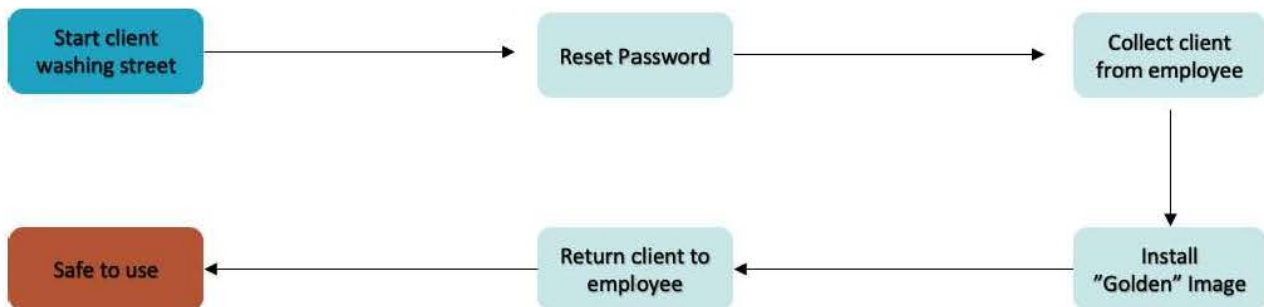 Start client
washing street
Reset Password
Collect client
from employee
Install
”Golden” Image
Return client to
employee
Safe to use